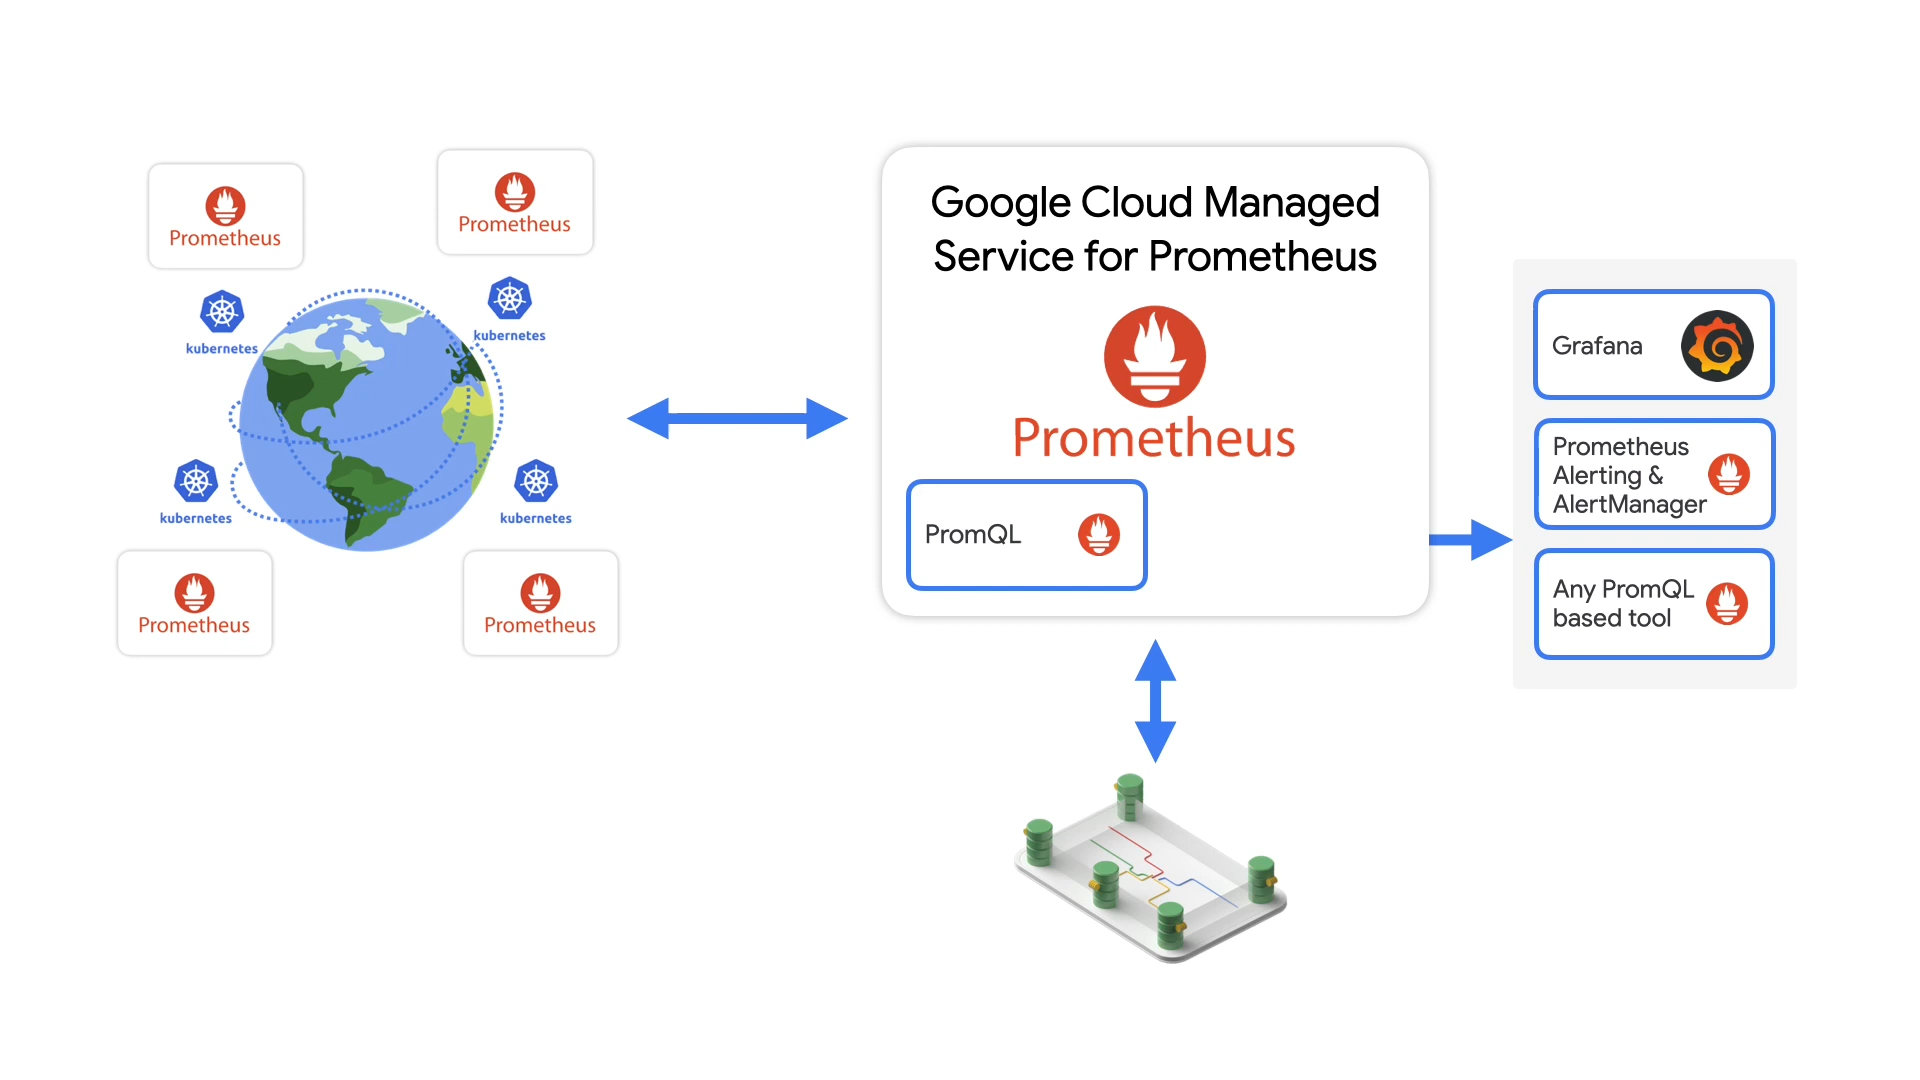 Prometheus
Prometheus
kubernetes
kubernetes
kubernetes
kubernetes
Prometheus
Prometheus
Google Cloud Managed
Service for Prometheus
Prometheus
PromQL
Grafana
Prometheus
Alerting &
AlertManager
Any PromQL
based tool